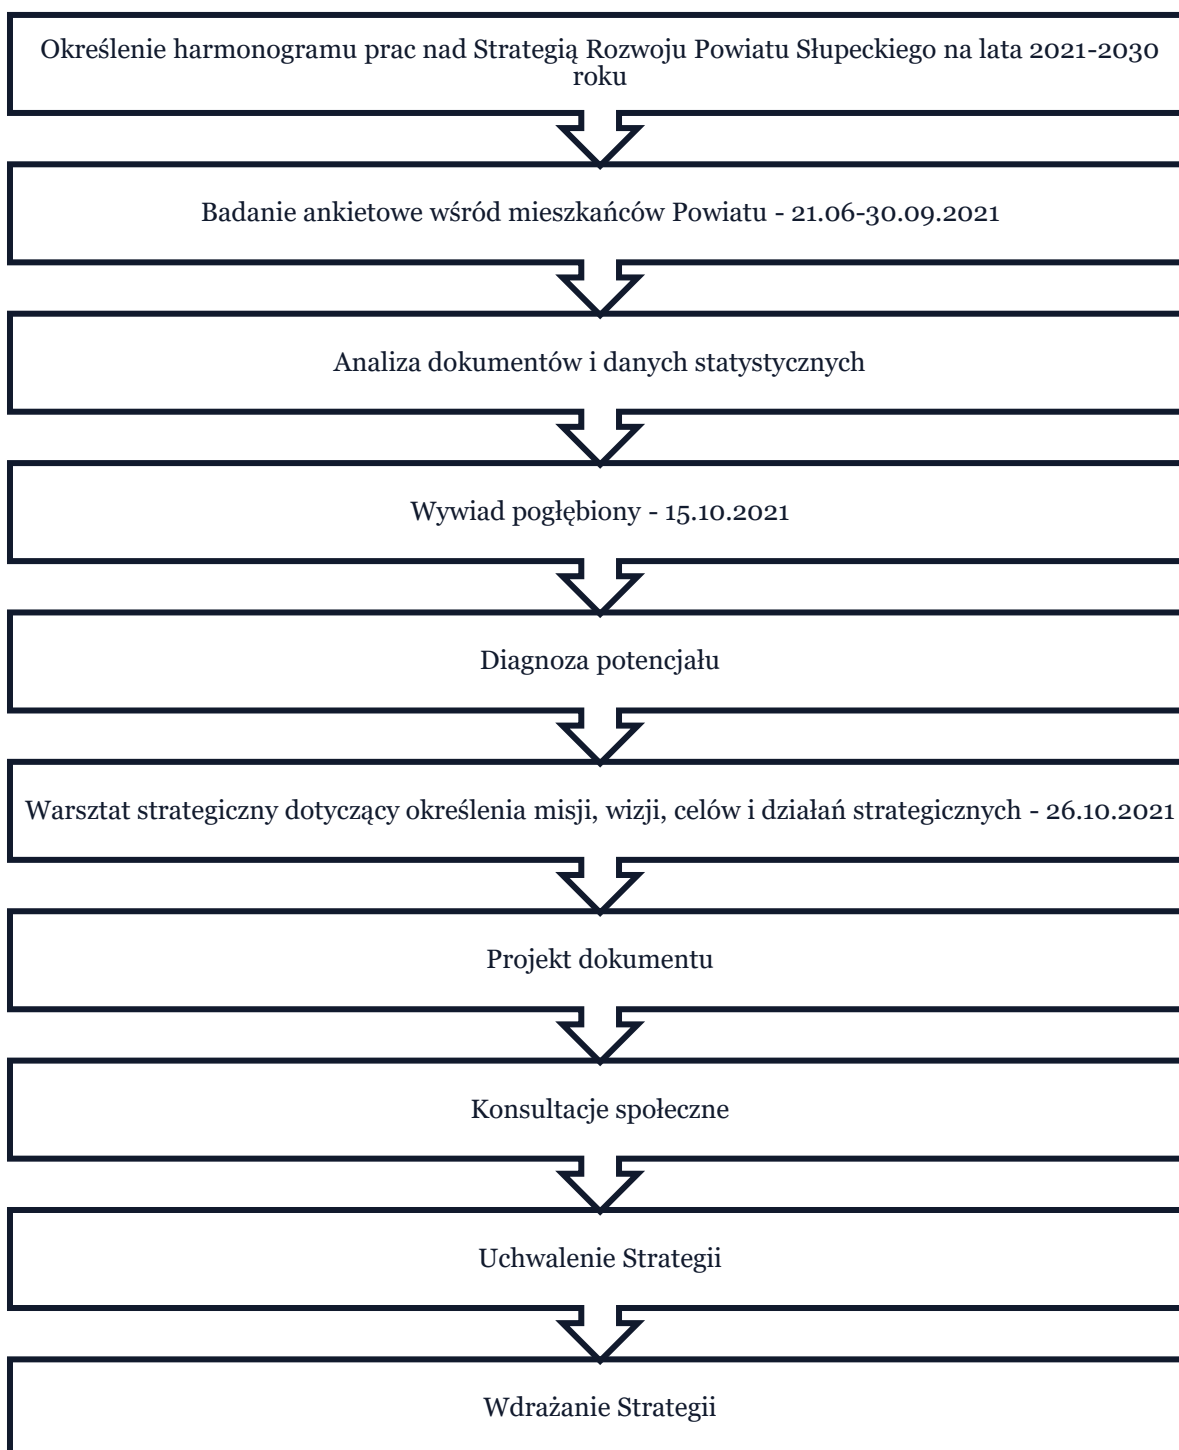 Określenie harmonogramu prac nad Strategią Rozwoju Powiatu Słupeckiego na lata 2021-2030
roku
Badanie ankietowe wśród mieszkańców Powiatu - 21.06-30.09.2021
Analiza dokumentów i danych statystycznych
Wywiad pogłębiony - 15.10.2021
Diagnoza potencjału
Warsztat strategiczny dotyczący określenia misji, wizji, celów i działań strategicznych - 26.10.2021
Projekt dokumentu
Konsultacje społeczne
Uchwalenie Strategii
Wdrażanie Strategii